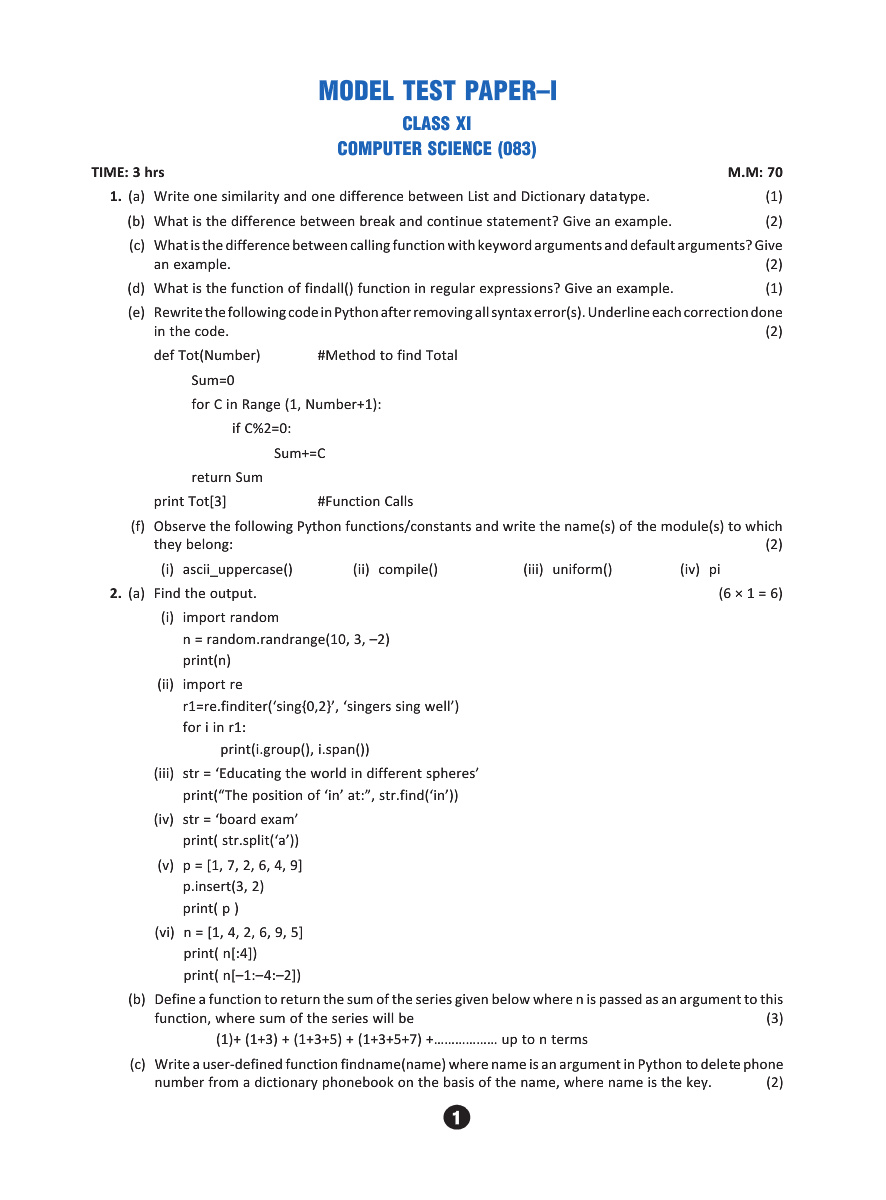 MODEL TEST PAPER–I
CLASS XI
COMPUTER SCIENCE (083)
TIME: 3 hrs M.M: 70
1. (a) Write one similarity and one difference between List and Dictionary datatype. (1)
(b) What is the difference between break and continue statement? Give an example. (2)
(c) What is the difference between calling function with keyword arguments and default arguments? Give
an example. (2)
(d) What is the function of findall() function in regular expressions? Give an example. (1)
(e) Rewrite the following code in Python after removing all syntax error(s). Underline each correction done
in the code. (2)
def Tot(Number) #Method to find Total
Sum=0
for C in Range (1, Number+1):
if C%2=0:
Sum+=C
return Sum
print Tot[3] #Function Calls
(f) Observe the following Python functions/constants and write the name(s) of the module(s) to which
they belong: (2)
(i) ascii_uppercase() (ii) compile() (iii) uniform() (iv) pi
2. (a) Find the output. (6 × 1 = 6)
(i) import random
n = random.randrange(10, 3, –2)
print(n)
(ii) import re
r1=re.finditer(‘sing{0,2}’, ‘singers sing well’)
for i in r1:
print(i.group(), i.span())
(iii) str = ‘Educating the world in different spheres’
print(“The position of ‘in’ at:”, str.find(‘in’))
(iv) str = ‘board exam’
print( str.split(‘a’))
(v) p = [1, 7, 2, 6, 4, 9]
p.insert(3, 2)
print( p )
(vi) n = [1, 4, 2, 6, 9, 5]
print( n[:4])
print( n[–1:–4:–2])
(b) Define a function to return the sum of the series given below where n is passed as an argument to this
function, where sum of the series will be (3)
(1)+ (1+3) + (1+3+5) + (1+3+5+7) +……………… up to n terms
(c) Write a user-defined function findname(name) where name is an argument in Python to delete phone
number from a dictionary phonebook on the basis of the name, where name is the key. (2)
1